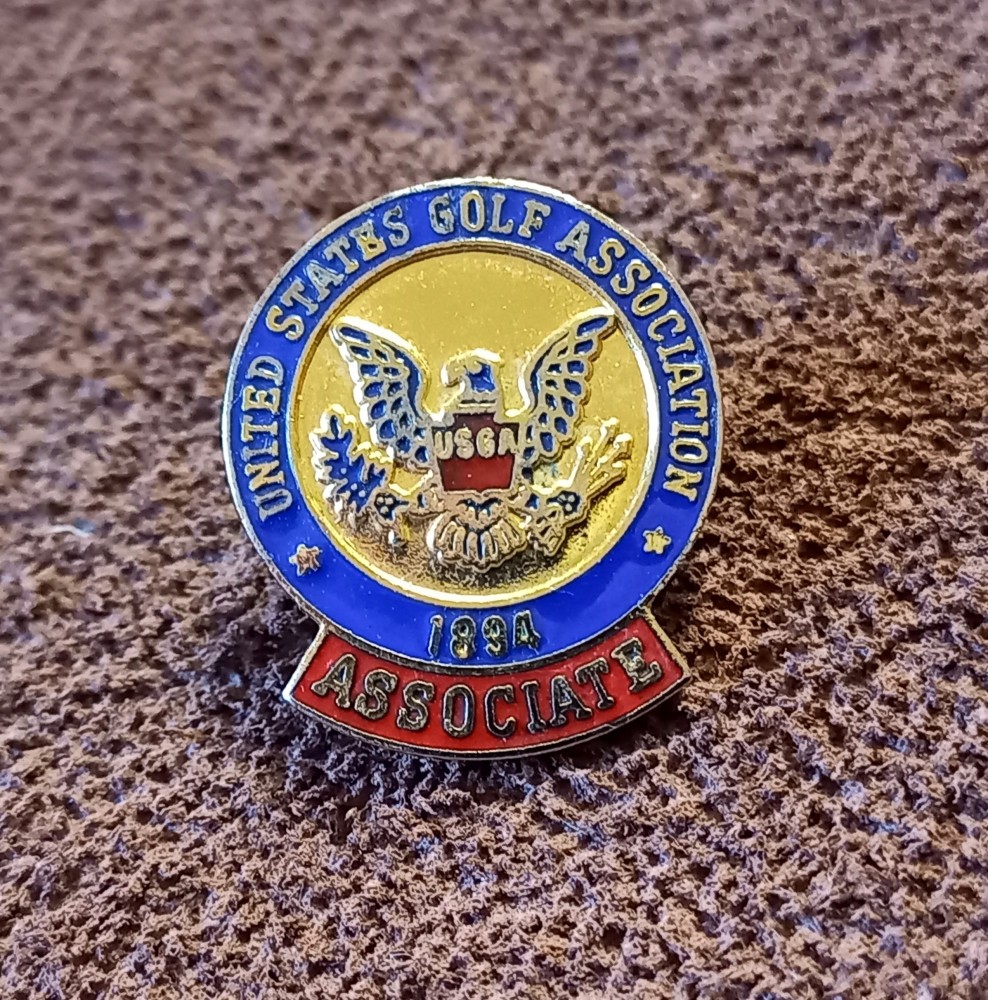 UNITED STATES GOLF ASSOCIATION
USGA
1894
ASSOCIATE